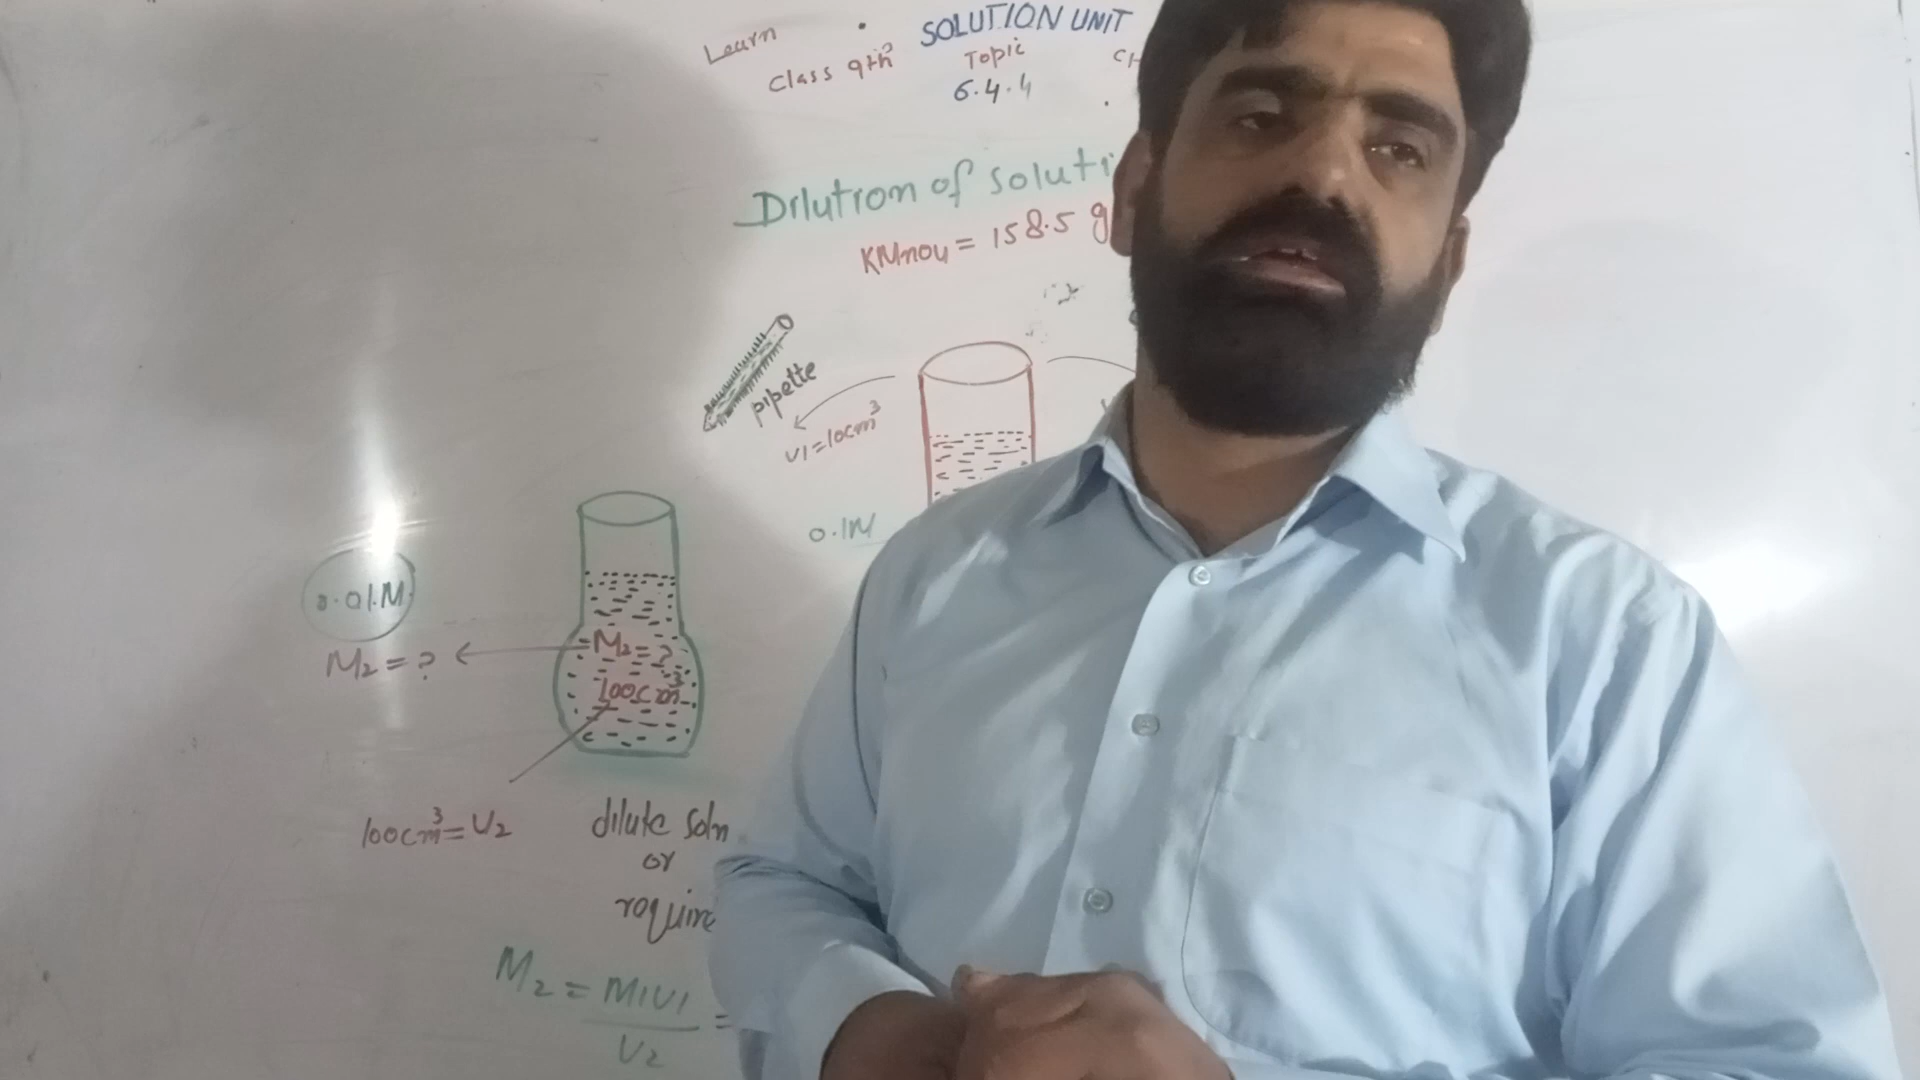 Learn
SOLUTION UNIT
Class 9th
Topic
6.4.4
Dilution of soluti
KMnO4 = 158.5 g
pipette
V1=10cm³
0.1M
0.01M
M2 = ?
M2=?
100cm³
100cm³=V2
dilute soln
or
require
M2 = M1V1 =
V2